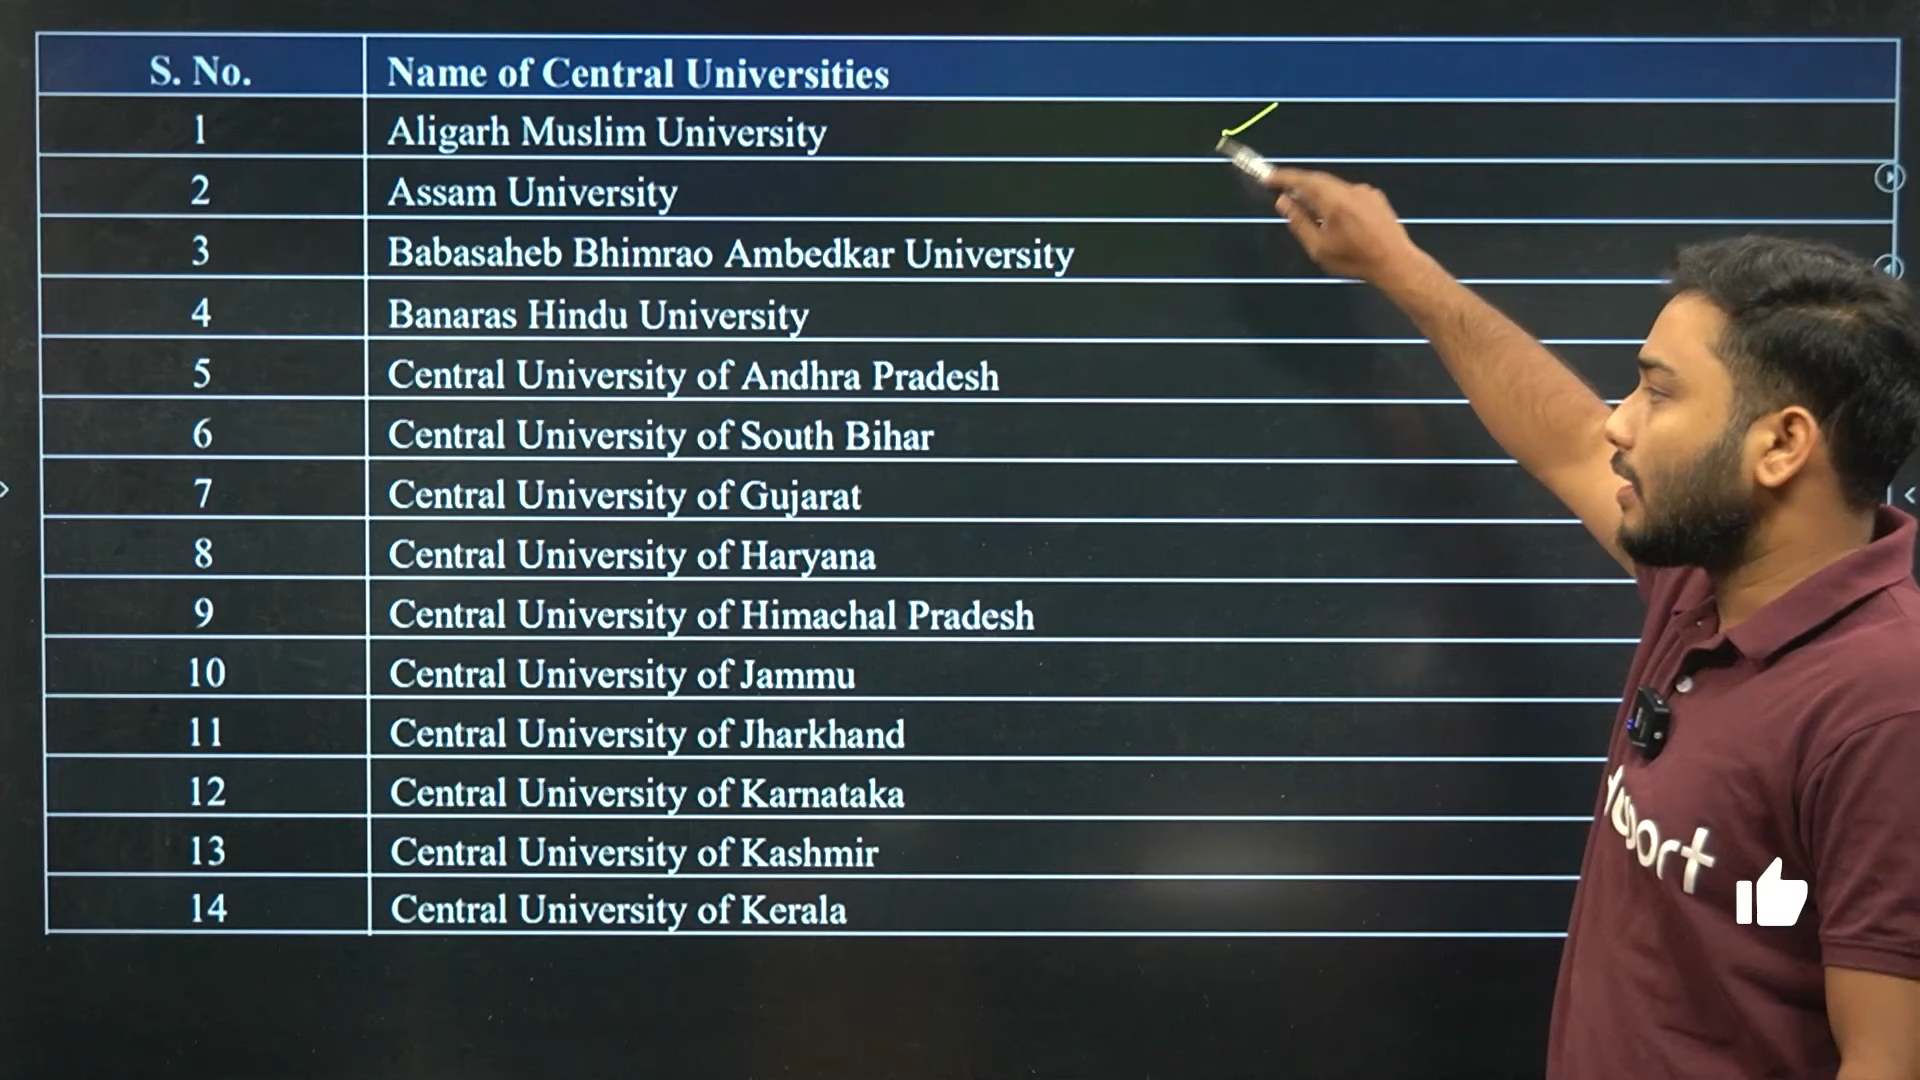 S. No. Name of Central Universities
1 Aligarh Muslim University
2 Assam University
3 Babasaheb Bhimrao Ambedkar University
4 Banaras Hindu University
5 Central University of Andhra Pradesh
6 Central University of South Bihar
7 Central University of Gujarat
8 Central University of Haryana
9 Central University of Himachal Pradesh
10 Central University of Jammu
11 Central University of Jharkhand
12 Central University of Karnataka
13 Central University of Kashmir
14 Central University of Kerala